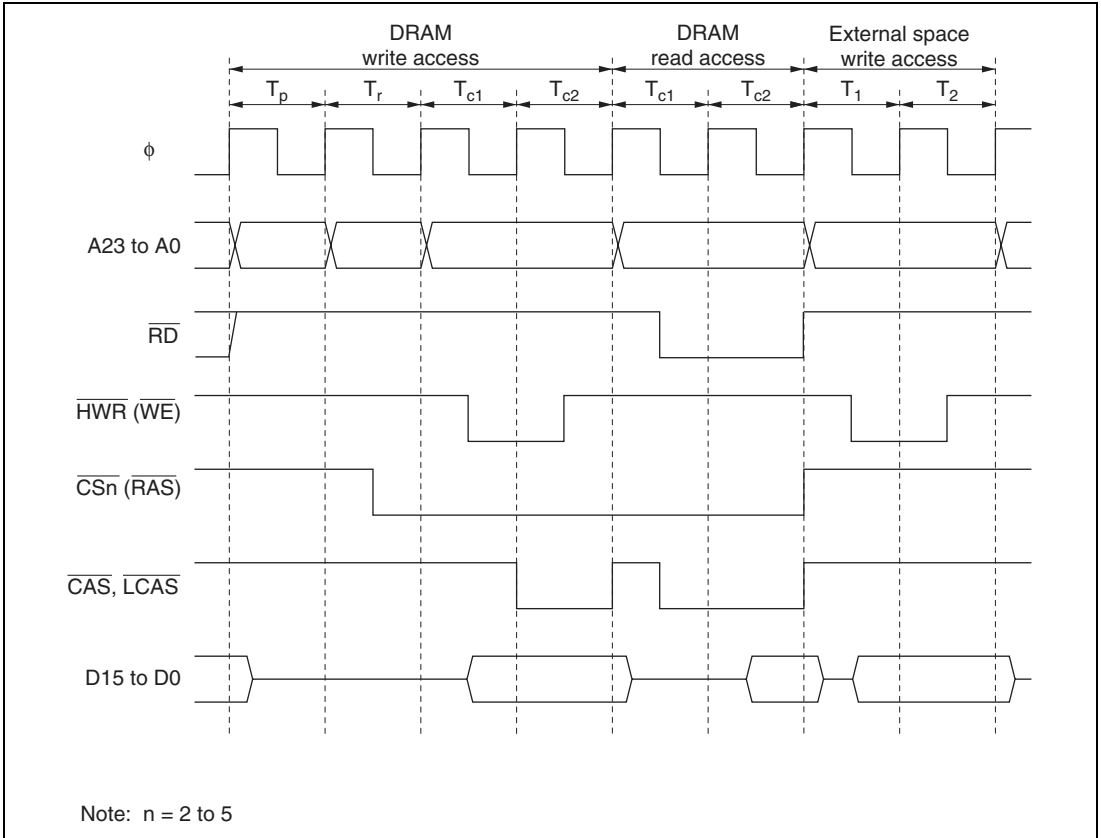 DRAM
write access
DRAM
read access
External space
write access
Tp
Tr
Tc1
Tc2
Tc1
Tc2
T1
T2
ϕ
A23 to A0
RD
HWR (WE)
CSn (RAS)
CAS, LCAS
D15 to D0
Note: n = 2 to 5